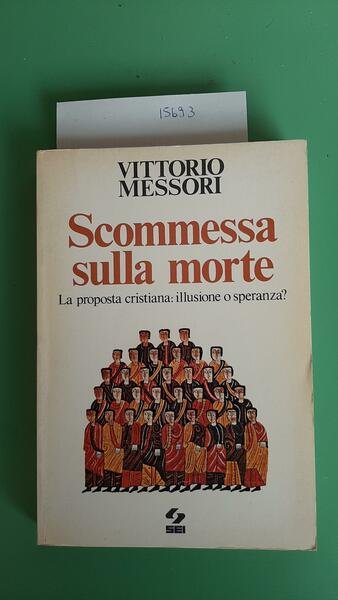 15693
VITTORIO
MESSORI
Scommessa
sulla morte
La proposta cristiana: illusione o speranza?
SEI